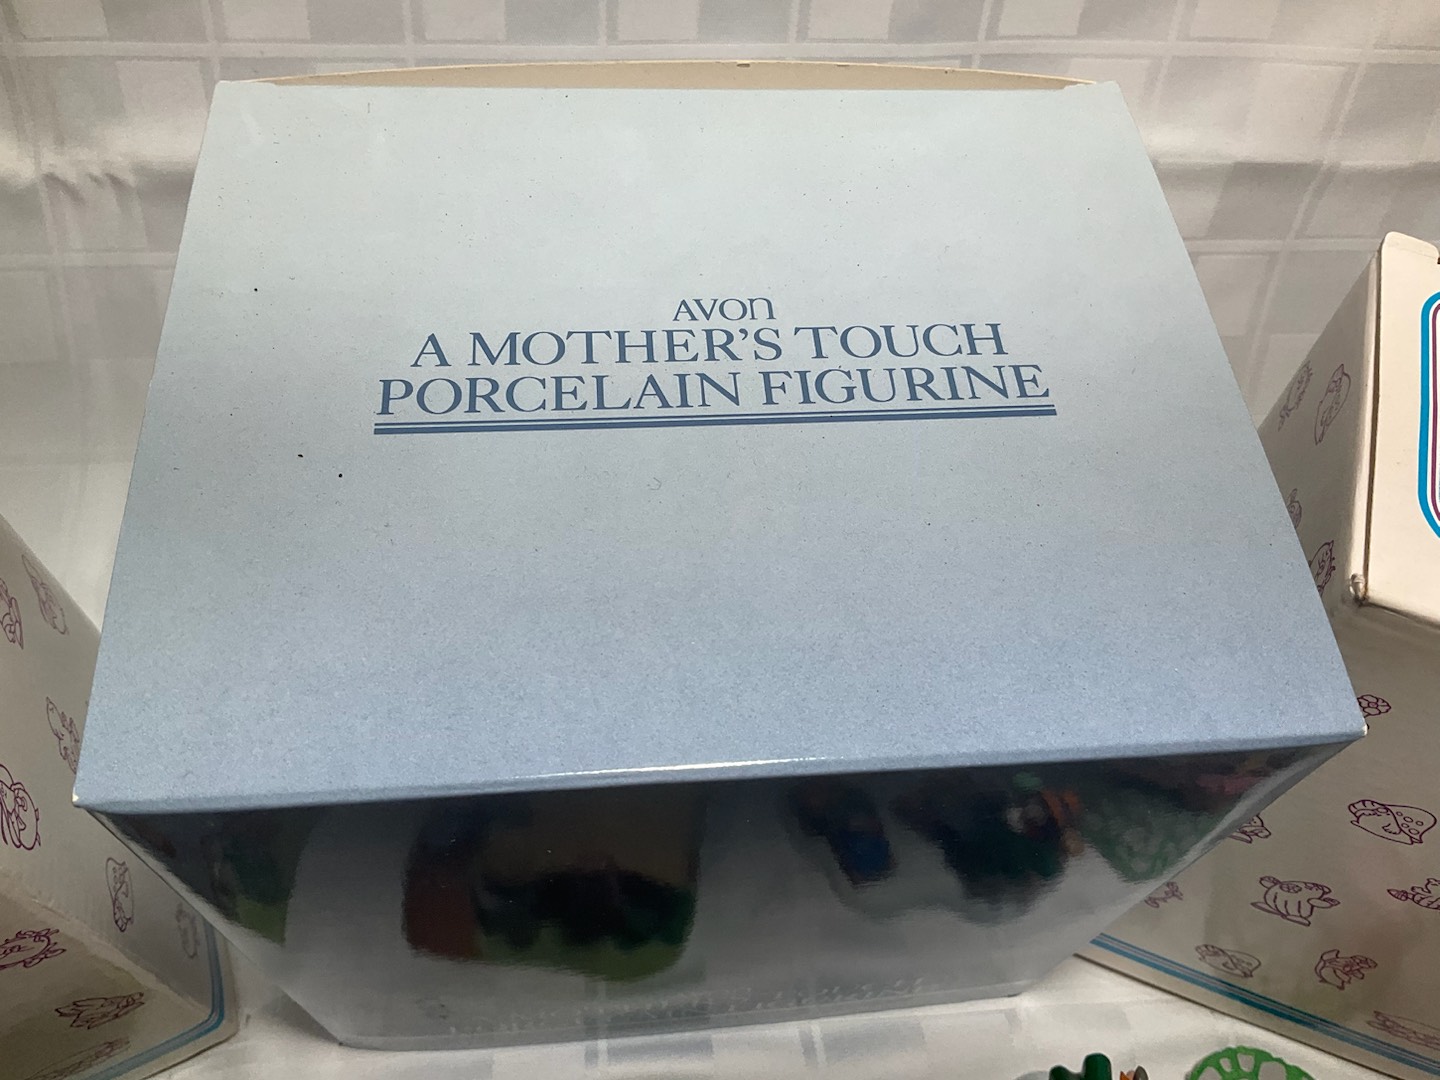 AVON
A MOTHER'S TOUCH
PORCELAIN FIGURINE